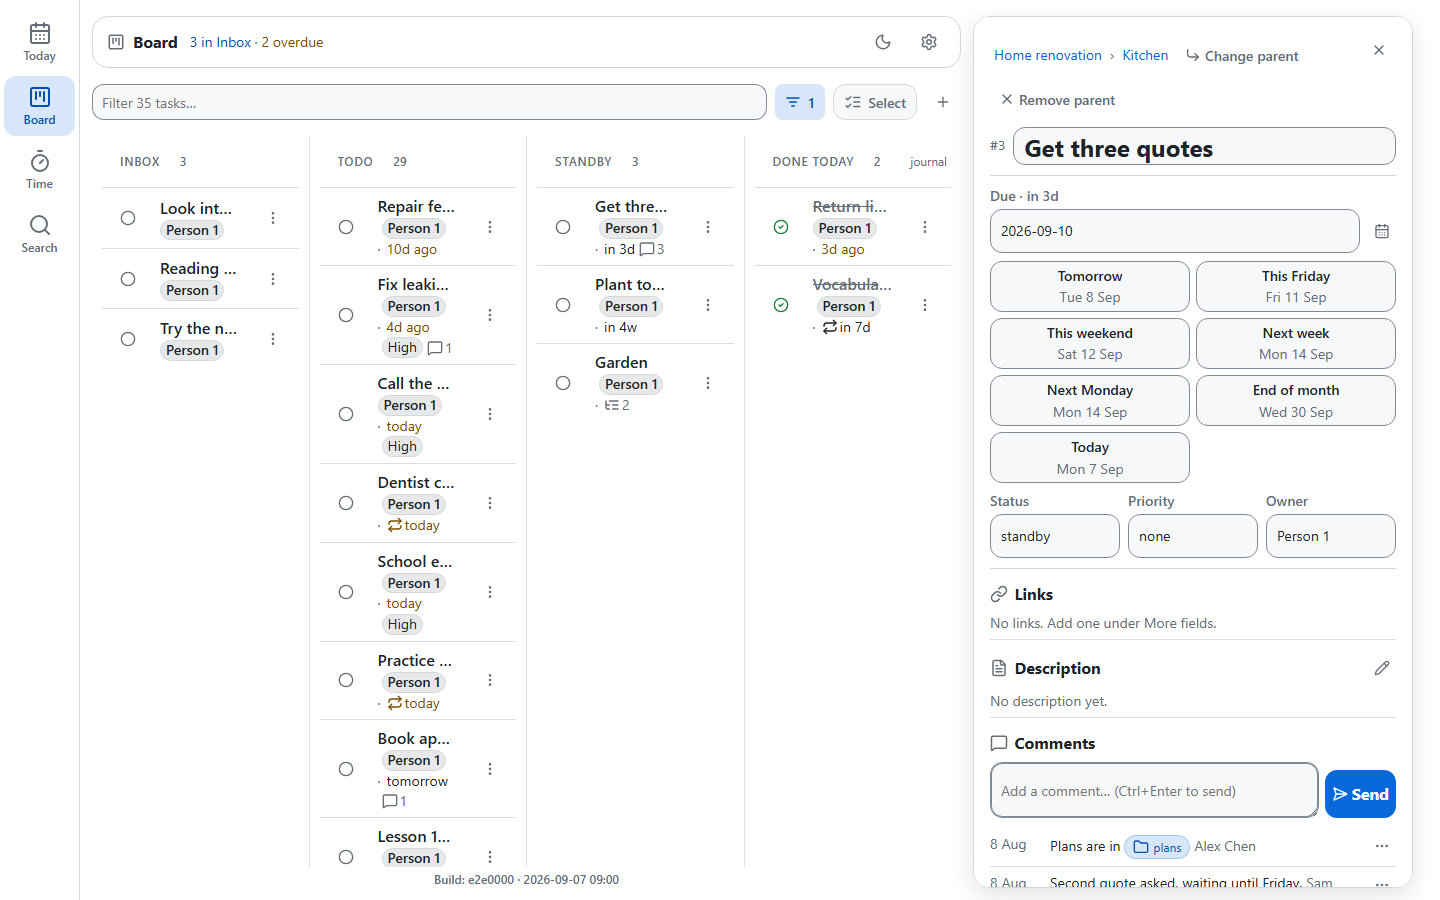 Today
Board
Time
Search
Board 3 in Inbox · 2 overdue
Filter 35 tasks...
1
Select
INBOX 3
Look int...
Person 1
Reading ...
Person 1
Try the n...
Person 1
TODO 29
Repair fe...
Person 1
· 10d ago
Fix leaki...
Person 1
· 4d ago
High 1
Call the ...
Person 1
· today
High
Dentist c...
Person 1
· today
School e...
Person 1
· today
High
Practice ...
Person 1
· today
Book ap...
Person 1
· tomorrow
1
Lesson 1...
Person 1
STANDBY 3
Get thre...
Person 1
· in 3d 3
Plant to...
Person 1
· in 4w
Garden
Person 1
· 2
DONE TODAY 2 journal
Return li...
Person 1
· 3d ago
Vocabula...
Person 1
· in 7d
Build: e2e0000 · 2026-09-07 09:00
Home renovation › Kitchen Change parent
Remove parent
#3 Get three quotes
Due · in 3d
2026-09-10
Tomorrow
Tue 8 Sep
This Friday
Fri 11 Sep
This weekend
Sat 12 Sep
Next week
Mon 14 Sep
Next Monday
Mon 14 Sep
End of month
Wed 30 Sep
Today
Mon 7 Sep
Status Priority Owner
standby none Person 1
Links
No links. Add one under More fields.
Description
No description yet.
Comments
Add a comment... (Ctrl+Enter to send)
Send
8 Aug Plans are in plans Alex Chen
8 Aug Second quote asked, waiting until Friday. Sam